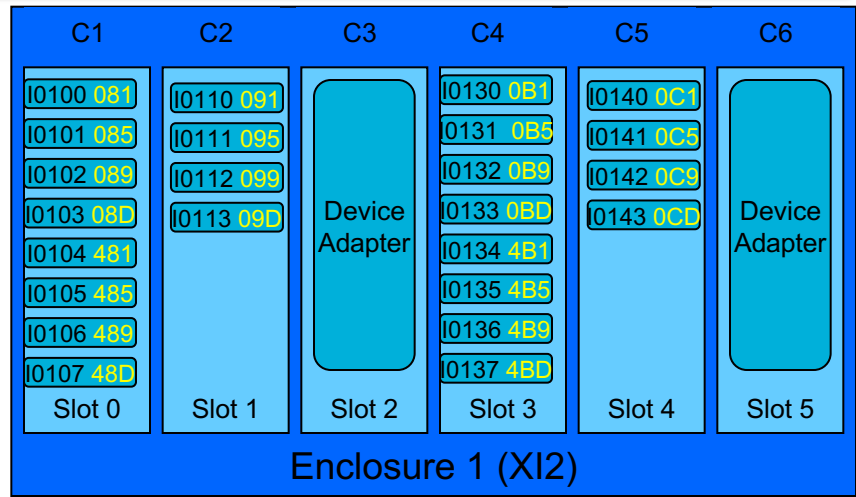 C1 C2 C3 C4 C5 C6
I0100 081
I0101 085
I0102 089
I0103 08D
I0104 481
I0105 485
I0106 489
I0107 48D
Slot 0
I0110 091
I0111 095
I0112 099
I0113 09D
Slot 1
Device
Adapter
Slot 2
I0130 0B1
I0131 0B5
I0132 0B9
I0133 0BD
I0134 4B1
I0135 4B5
I0136 4B9
I0137 4BD
Slot 3
I0140 0C1
I0141 0C5
I0142 0C9
I0143 0CD
Slot 4
Device
Adapter
Slot 5
Enclosure 1 (XI2)